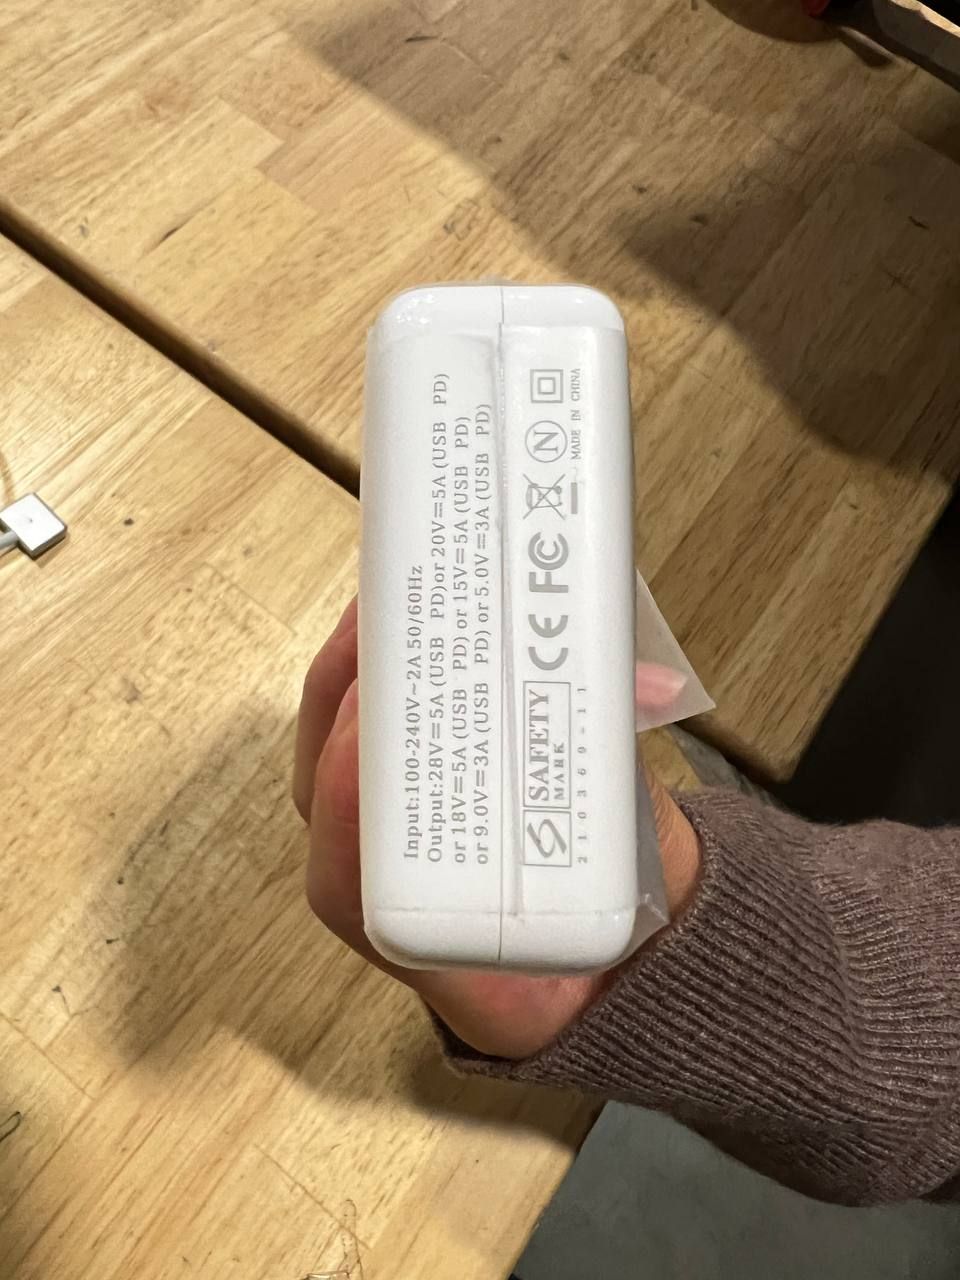 Input:100-240V~2A 50/60Hz
Output:28V⎓5A (USB PD)or 20V⎓5A (USB PD)
or 18V⎓5A (USB PD) or 15V⎓5A (USB PD)
or 9.0V⎓3A (USB PD) or 5.0V⎓3A (USB PD)
SAFETY
MARK
210369-11
CE FC N
MADE IN CHINA